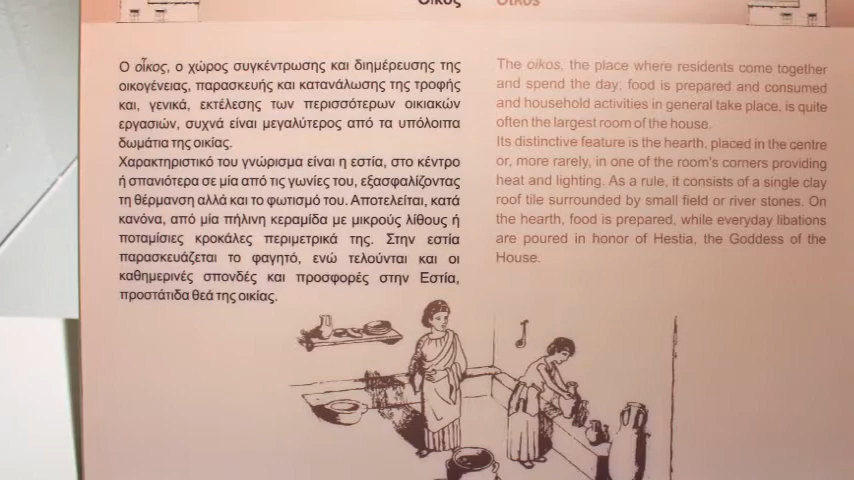 Οίκος Oikos
Ο οἶκος, ο χώρος συγκέντρωσης και διημέρευσης της
οικογένειας, παρασκευής και κατανάλωσης της τροφής
και, γενικά, εκτέλεσης των περισσότερων οικιακών
εργασιών, συχνά είναι μεγαλύτερος από τα υπόλοιπα
δωμάτια της οικίας.
Χαρακτηριστικό του γνώρισμα είναι η εστία, στο κέντρο
ή σπανιότερα σε μία από τις γωνίες του, εξασφαλίζοντας
τη θέρμανση αλλά και το φωτισμό του. Αποτελείται, κατά
κανόνα, από μία πήλινη κεραμίδα με μικρούς λίθους ή
ποταμίσιες κροκάλες περιμετρικά της. Στην εστία
παρασκευάζεται το φαγητό, ενώ τελούνται και οι
καθημερινές σπονδές και προσφορές στην Εστία,
προστάτιδα θεά της οικίας.
The oikos, the place where residents come together
and spend the day, food is prepared and consumed
and household activities in general take place, is quite
often the largest room of the house.
Its distinctive feature is the hearth, placed in the centre
or, more rarely, in one of the room's corners providing
heat and lighting. As a rule, it consists of a single clay
roof tile surrounded by small field or river stones. On
the hearth, food is prepared, while everyday libations
are poured in honor of Hestia, the Goddess of the
House.